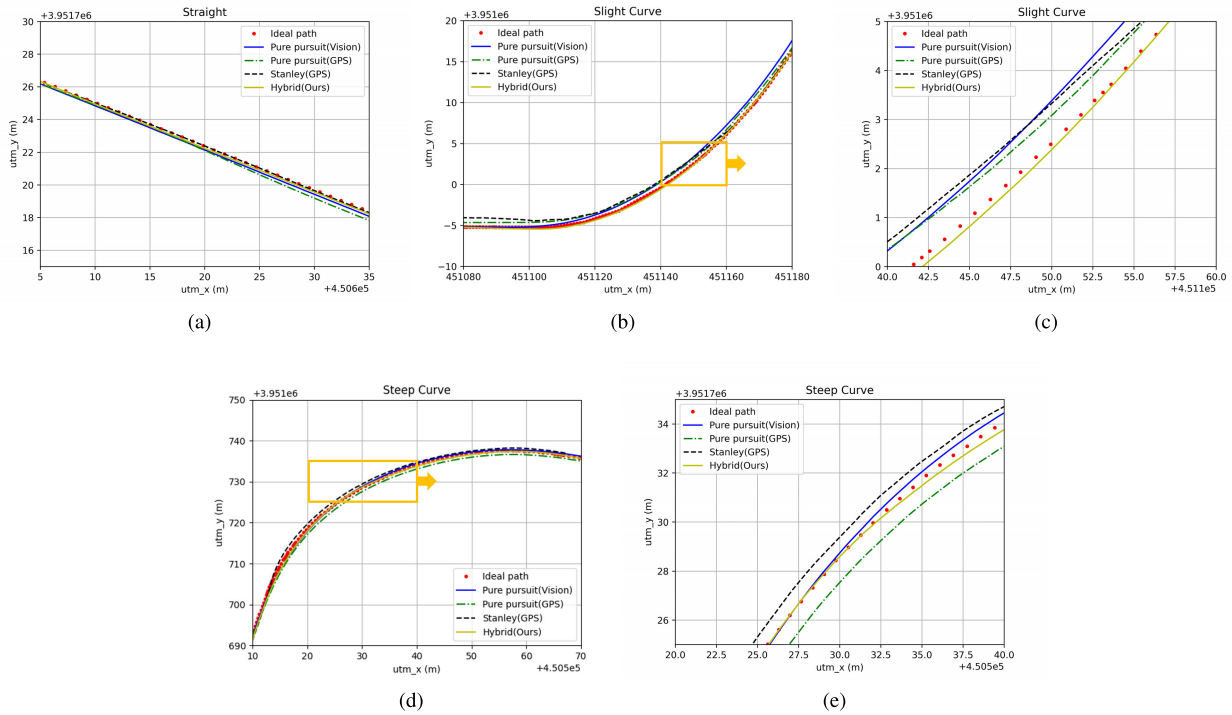 Straight
+3.9517e6
30
28
26
24
22
20
18
16
utm_y (m)
Ideal path
Pure pursuit(Vision)
Pure pursuit(GPS)
Stanley(GPS)
Hybrid(Ours)
5 10 15 20 25 30 35
utm_x (m)
+4.506e5
(a)
Slight Curve
+3.951e6
20
15
10
5
0
−5
−10
utm_y (m)
Ideal path
Pure pursuit(Vision)
Pure pursuit(GPS)
Stanley(GPS)
Hybrid(Ours)
451080 451100 451120 451140 451160 451180
utm_x (m)
(b)
Slight Curve
+3.951e6
5
4
3
2
1
0
utm_y (m)
Ideal path
Pure pursuit(Vision)
Pure pursuit(GPS)
Stanley(GPS)
Hybrid(Ours)
40.0 42.5 45.0 47.5 50.0 52.5 55.0 57.5 60.0
utm_x (m)
+4.511e5
(c)
Steep Curve
+3.951e6
750
740
730
720
710
700
690
utm_y (m)
Ideal path
Pure pursuit(Vision)
Pure pursuit(GPS)
Stanley(GPS)
Hybrid(Ours)
10 20 30 40 50 60 70
utm_x (m)
+4.505e5
(d)
Steep Curve
+3.9517e6
34
32
30
28
26
utm_y (m)
Ideal path
Pure pursuit(Vision)
Pure pursuit(GPS)
Stanley(GPS)
Hybrid(Ours)
20.0 22.5 25.0 27.5 30.0 32.5 35.0 37.5 40.0
utm_x (m)
+4.505e5
(e)